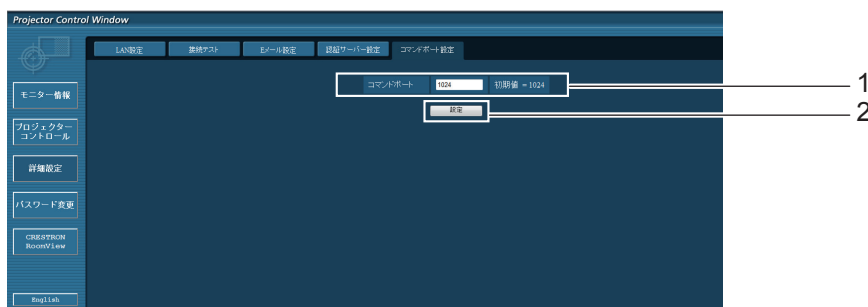 Projector Control Window
LAN設定 接続テスト Eメール設定 認証サーバー設定 コマンドポート設定
コマンドポート 1024 初期値 = 1024 1
設定 2
モニター情報
プロジェクター
コントロール
詳細設定
パスワード変更
CRESTRON
RoomView
English